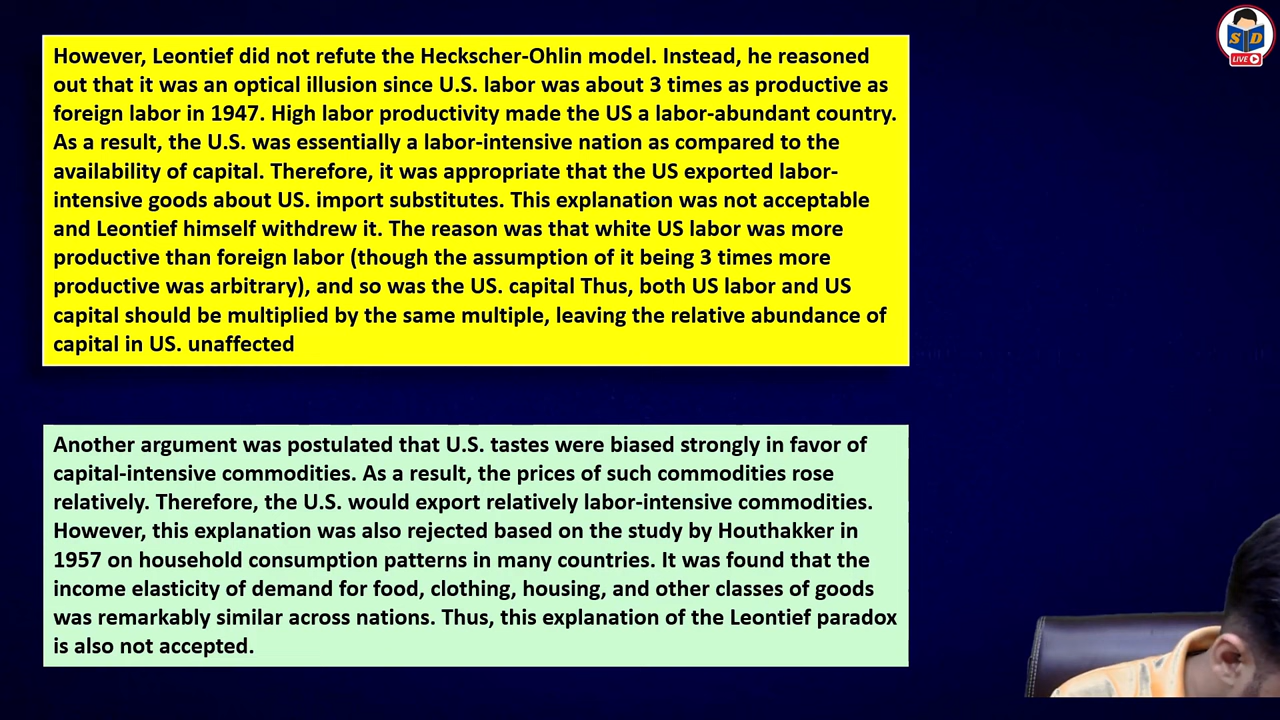 However, Leontief did not refute the Heckscher-Ohlin model. Instead, he reasoned
out that it was an optical illusion since U.S. labor was about 3 times as productive as
foreign labor in 1947. High labor productivity made the US a labor-abundant country.
As a result, the U.S. was essentially a labor-intensive nation as compared to the
availability of capital. Therefore, it was appropriate that the US exported labor-
intensive goods about US. import substitutes. This explanation was not acceptable
and Leontief himself withdrew it. The reason was that white US labor was more
productive than foreign labor (though the assumption of it being 3 times more
productive was arbitrary), and so was the US. capital Thus, both US labor and US
capital should be multiplied by the same multiple, leaving the relative abundance of
capital in US. unaffected
Another argument was postulated that U.S. tastes were biased strongly in favor of
capital-intensive commodities. As a result, the prices of such commodities rose
relatively. Therefore, the U.S. would export relatively labor-intensive commodities.
However, this explanation was also rejected based on the study by Houthakker in
1957 on household consumption patterns in many countries. It was found that the
income elasticity of demand for food, clothing, housing, and other classes of goods
was remarkably similar across nations. Thus, this explanation of the Leontief paradox
is also not accepted.
S D
LIVE